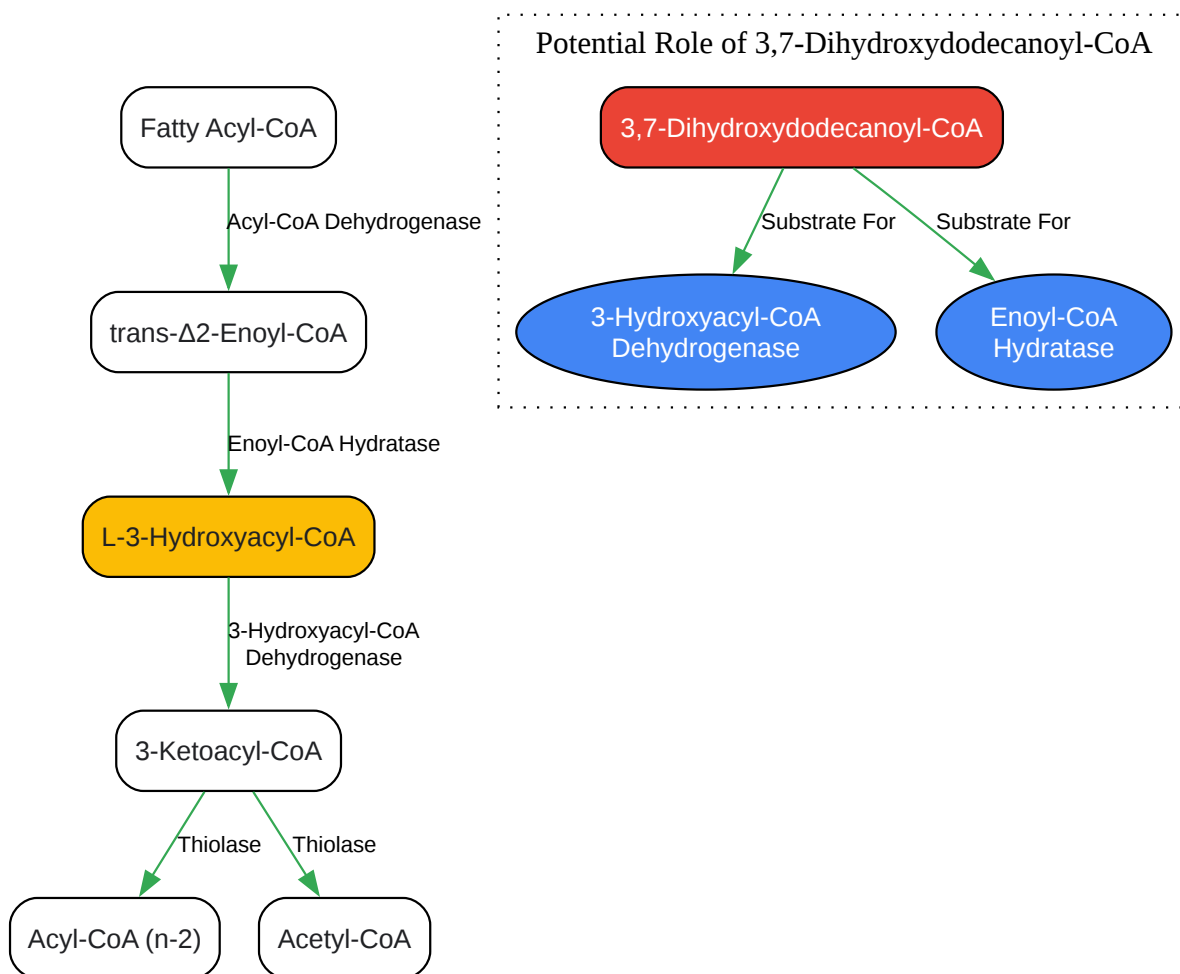 Potential Role of 3,7-Dihydroxydodecanoyl-CoA
Fatty Acyl-CoA
3,7-Dihydroxydodecanoyl-CoA
Acyl-CoA Dehydrogenase
Substrate For
Substrate For
trans-Δ2-Enoyl-CoA
3-Hydroxyacyl-CoA
Dehydrogenase
Enoyl-CoA
Hydratase
Enoyl-CoA Hydratase
L-3-Hydroxyacyl-CoA
3-Hydroxyacyl-CoA
Dehydrogenase
3-Ketoacyl-CoA
Thiolase
Thiolase
Acyl-CoA (n-2)
Acetyl-CoA